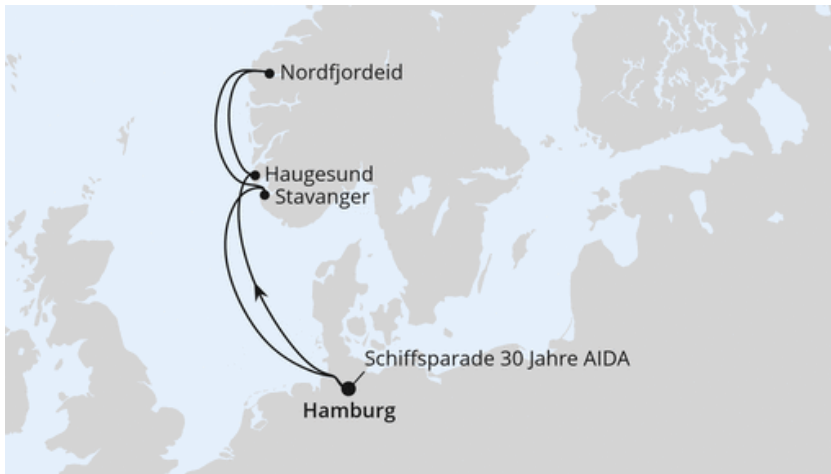 Nordfjordeid
Haugesund
Stavanger
Schiffsparade 30 Jahre AIDA
Hamburg